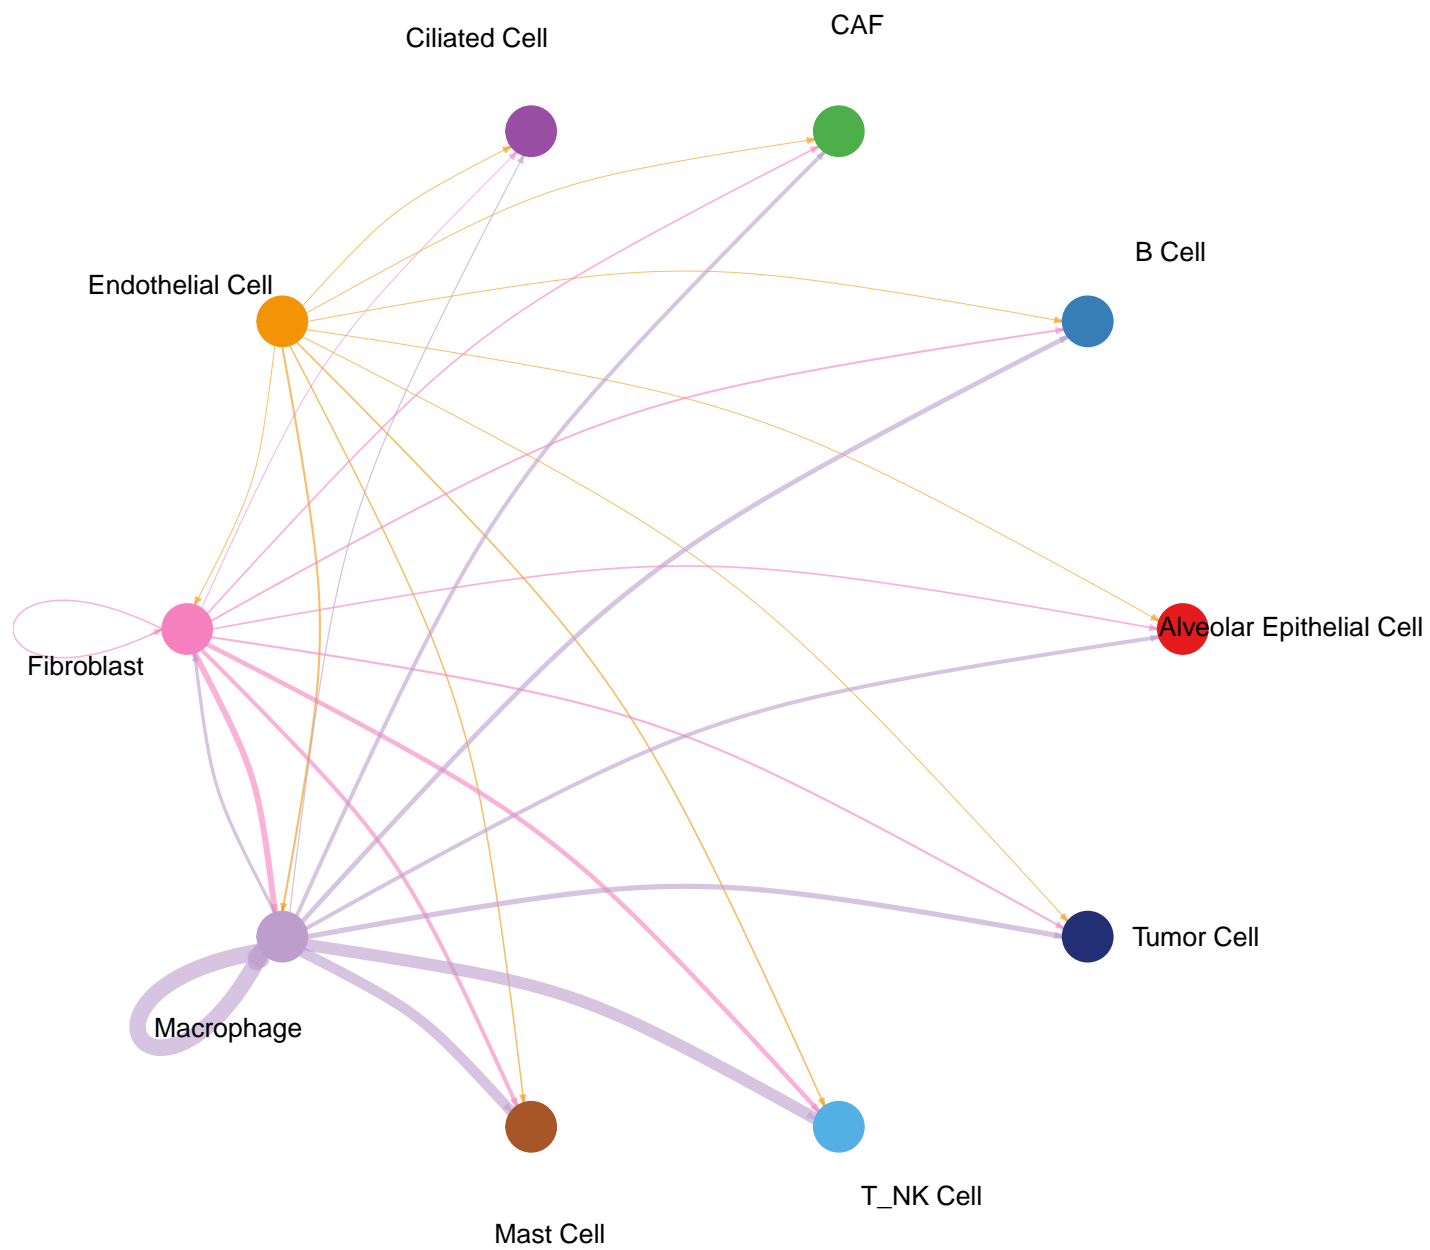 CAF
Ciliated Cell
B Cell
Endothelial Cell
Alveolar Epithelial Cell
Fibroblast
Tumor Cell
Macrophage
T_NK Cell
Mast Cell